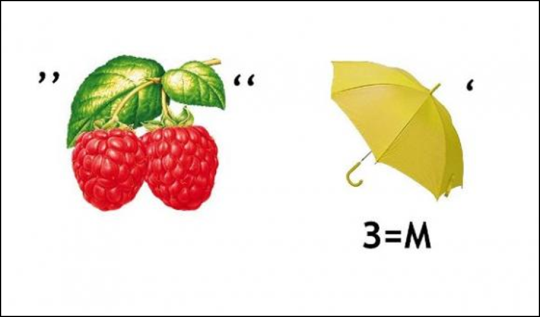 ,, “ ‘
3=М